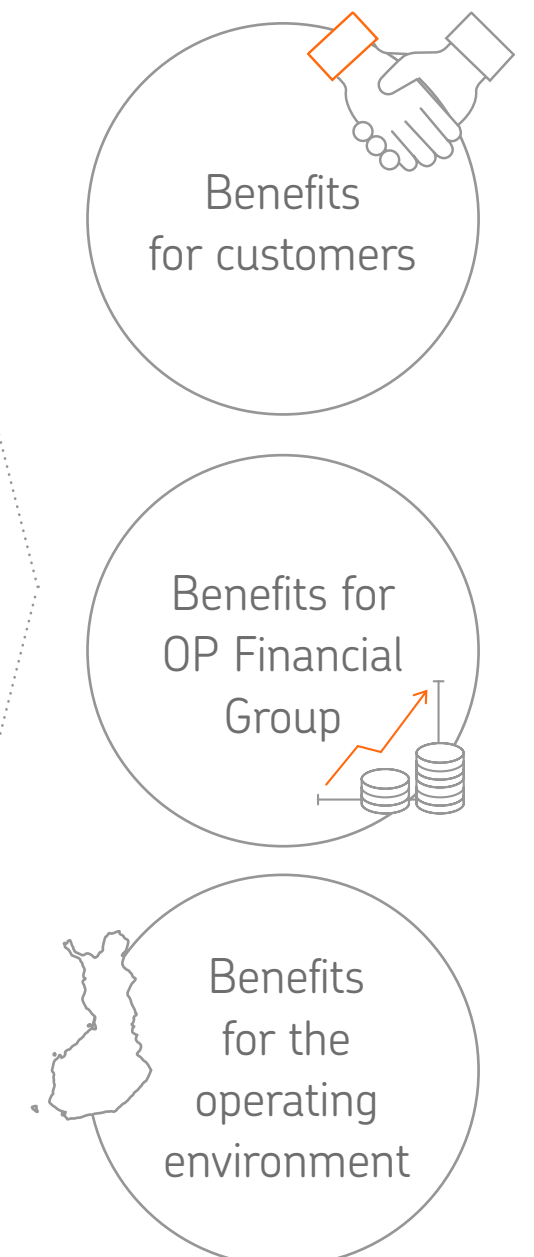 Benefits
for customers
Benefits for
OP Financial
Group
Benefits
for the
operating
environment